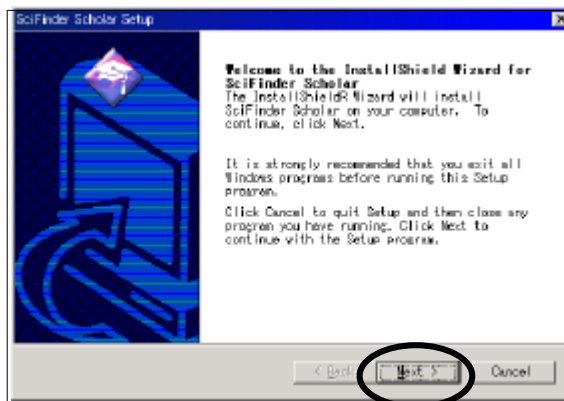 SciFinder Scholar Setup
Welcome to the InstallShield Wizard for
SciFinder Scholar
The InstallShieldR Wizard will install
SciFinder Scholar on your computer. To
continue, click Next.
It is strongly recommended that you exit all
Windows programs before running this Setup
program.
Click Cancel to quit Setup and then close any
program you have running. Click Next to
continue with the Setup program.
< Back
Next >
Cancel